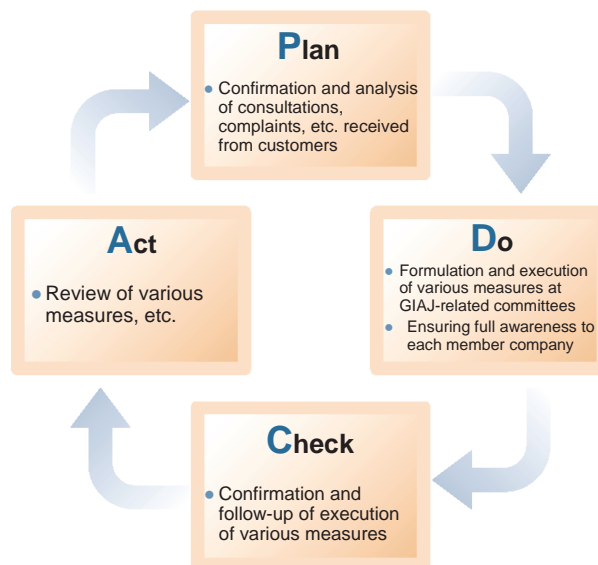 Plan
• Confirmation and analysis
of consultations,
complaints, etc. received
from customers
Do
• Formulation and execution
of various measures at
GIAJ-related committees
• Ensuring full awareness to
each member company
Check
• Confirmation and
follow-up of execution
of various measures
Act
• Review of various
measures, etc.